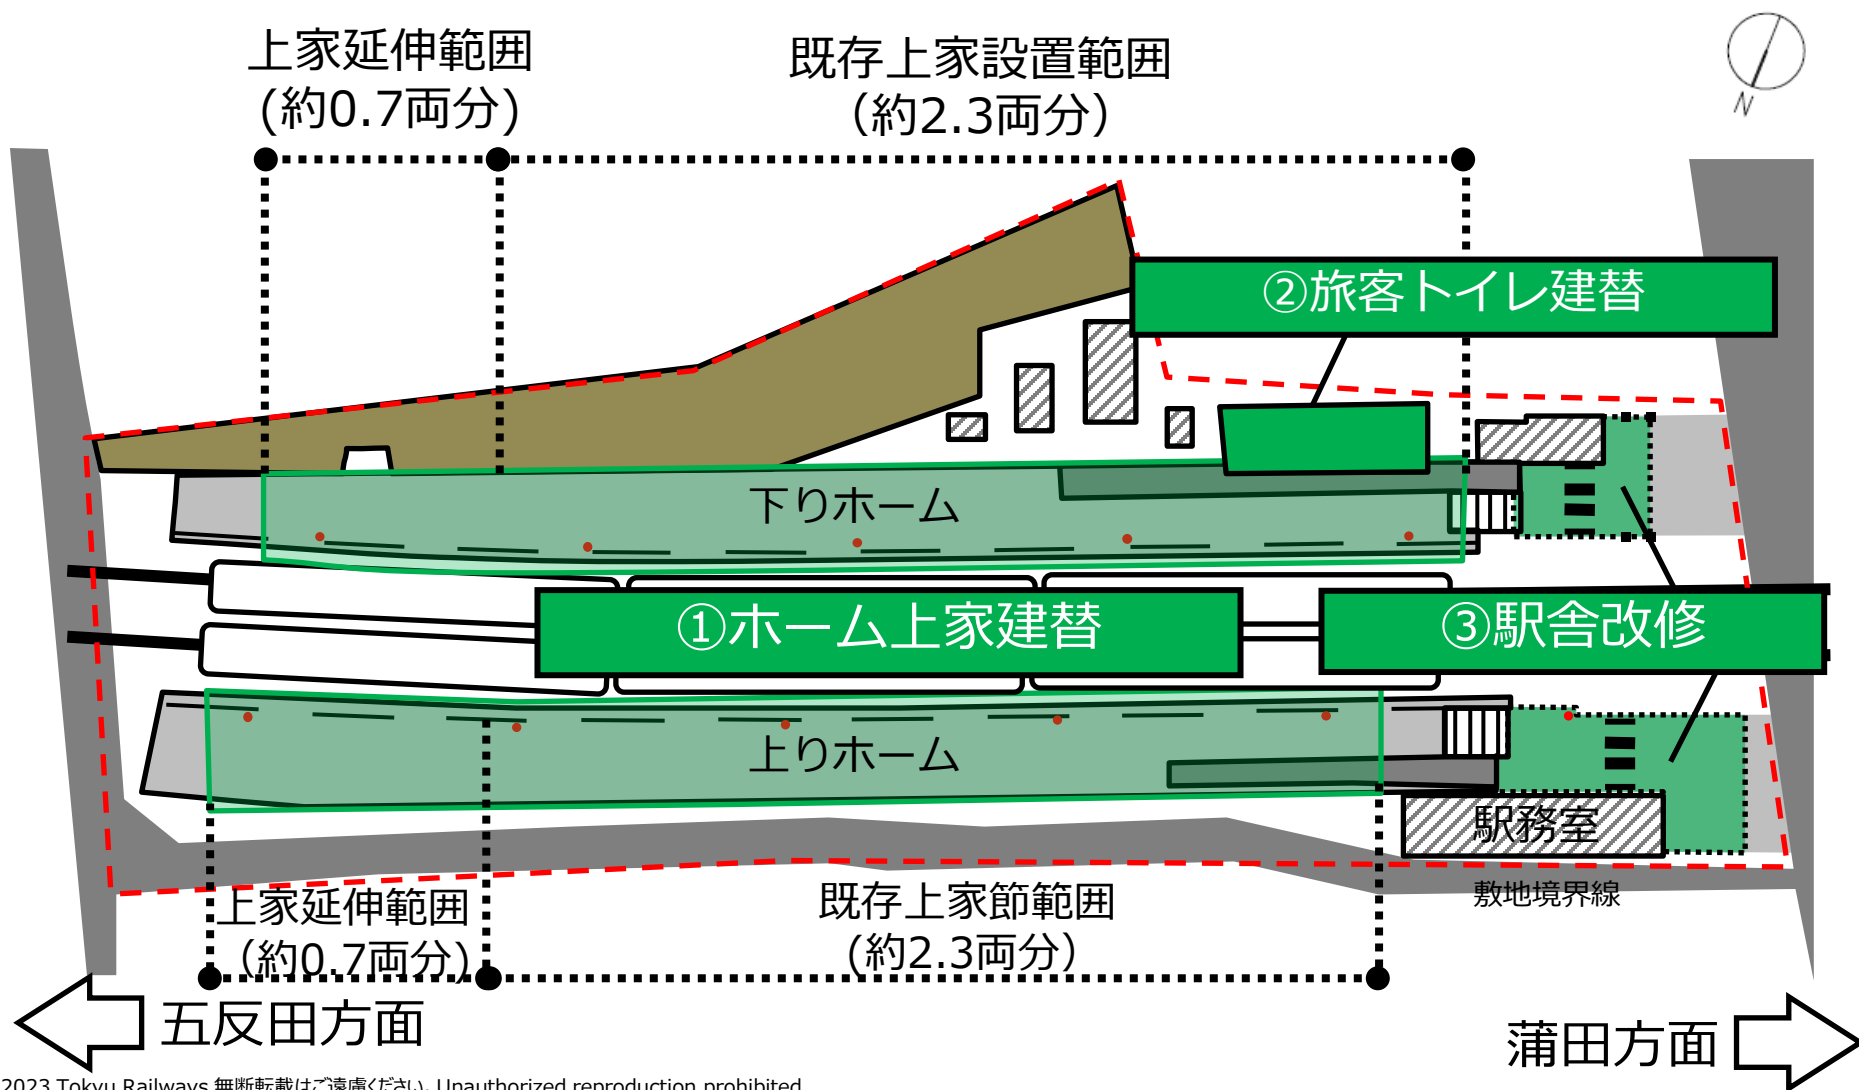 上家延伸範囲
(約0.7両分)
既存上家設置範囲
（約2.3両分）
N
②旅客トイレ建替
下りホーム
①ホーム上家建替
③駅舎改修
上りホーム
駅務室
敷地境界線
上家延伸範囲
（約0.7両分）
既存上家節範囲
（約2.3両分）
五反田方面
蒲田方面
2023 Tokyu Railways 無断転載はご遠慮ください。Unauthorized reproduction prohibited